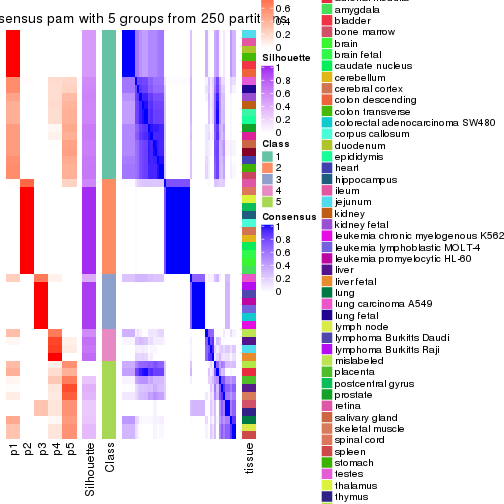 sensus pam with 5 groups from 250 partitions
0.6
0.4
0.2
0
Silhouette
1
0.8
0.6
0.4
0.2
0
Class
1
2
3
4
5
Consensus
1
0.8
0.6
0.4
0.2
0
p1
p2
p3
p4
p5
Silhouette
Class
tissue
amygdala
bladder
bone marrow
brain
brain fetal
caudate nucleus
cerebellum
cerebral cortex
colon descending
colon transverse
colorectal adenocarcinoma SW480
corpus callosum
duodenum
epididymis
heart
hippocampus
ileum
jejunum
kidney
kidney fetal
leukemia chronic myelogenous K562
leukemia lymphoblastic MOLT-4
leukemia promyelocytic HL-60
liver
liver fetal
lung
lung carcinoma A549
lung fetal
lymph node
lymphoma Burkitts Daudi
lymphoma Burkitts Raji
mislabeled
placenta
postcentral gyrus
prostate
retina
salivary gland
skeletal muscle
spinal cord
spleen
stomach
testes
thalamus
thymus